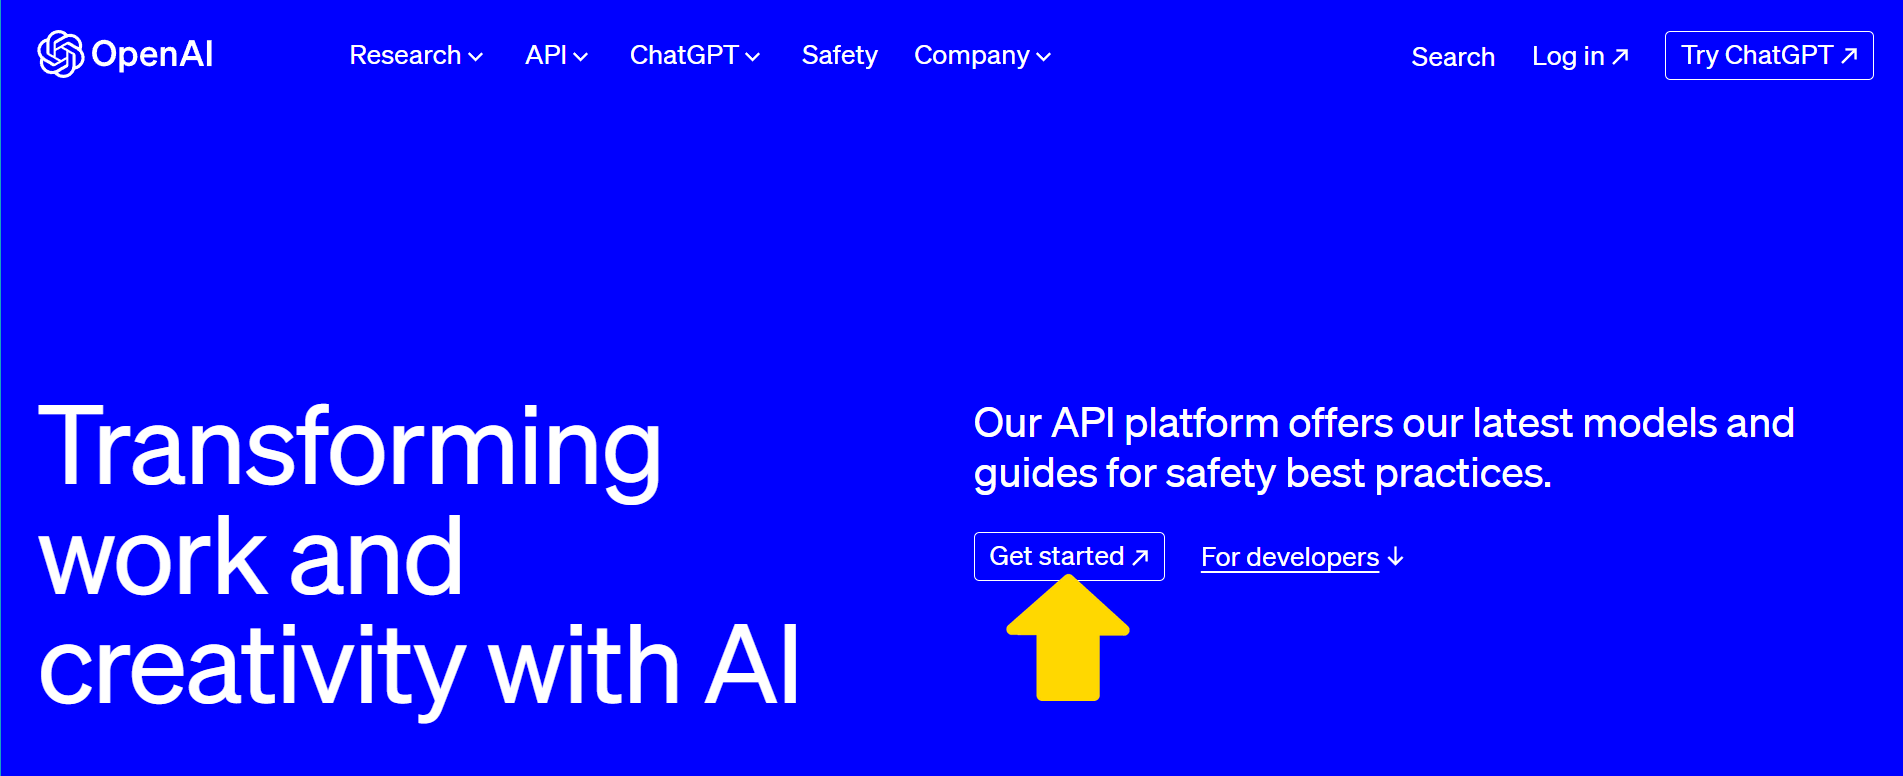 OpenAI
Research
API
ChatGPT
Safety
Company
Search
Log in ↗
Try ChatGPT ↗
Transforming
work and
creativity with AI
Our API platform offers our latest models and
guides for safety best practices.
Get started ↗
For developers ↓